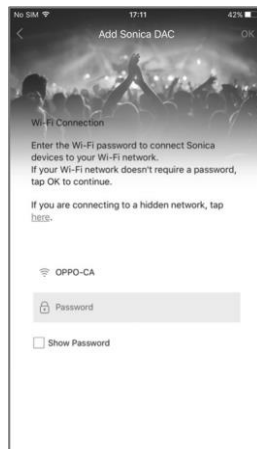 No SIM 17:11 42%
Add Sonica DAC OK
Wi-Fi Connection
Enter the Wi-Fi password to connect Sonica
devices to your Wi-Fi network.
If your Wi-Fi network doesn't require a password,
tap OK to continue.
If you are connecting to a hidden network, tap
here.
OPPO-CA
Password
Show Password